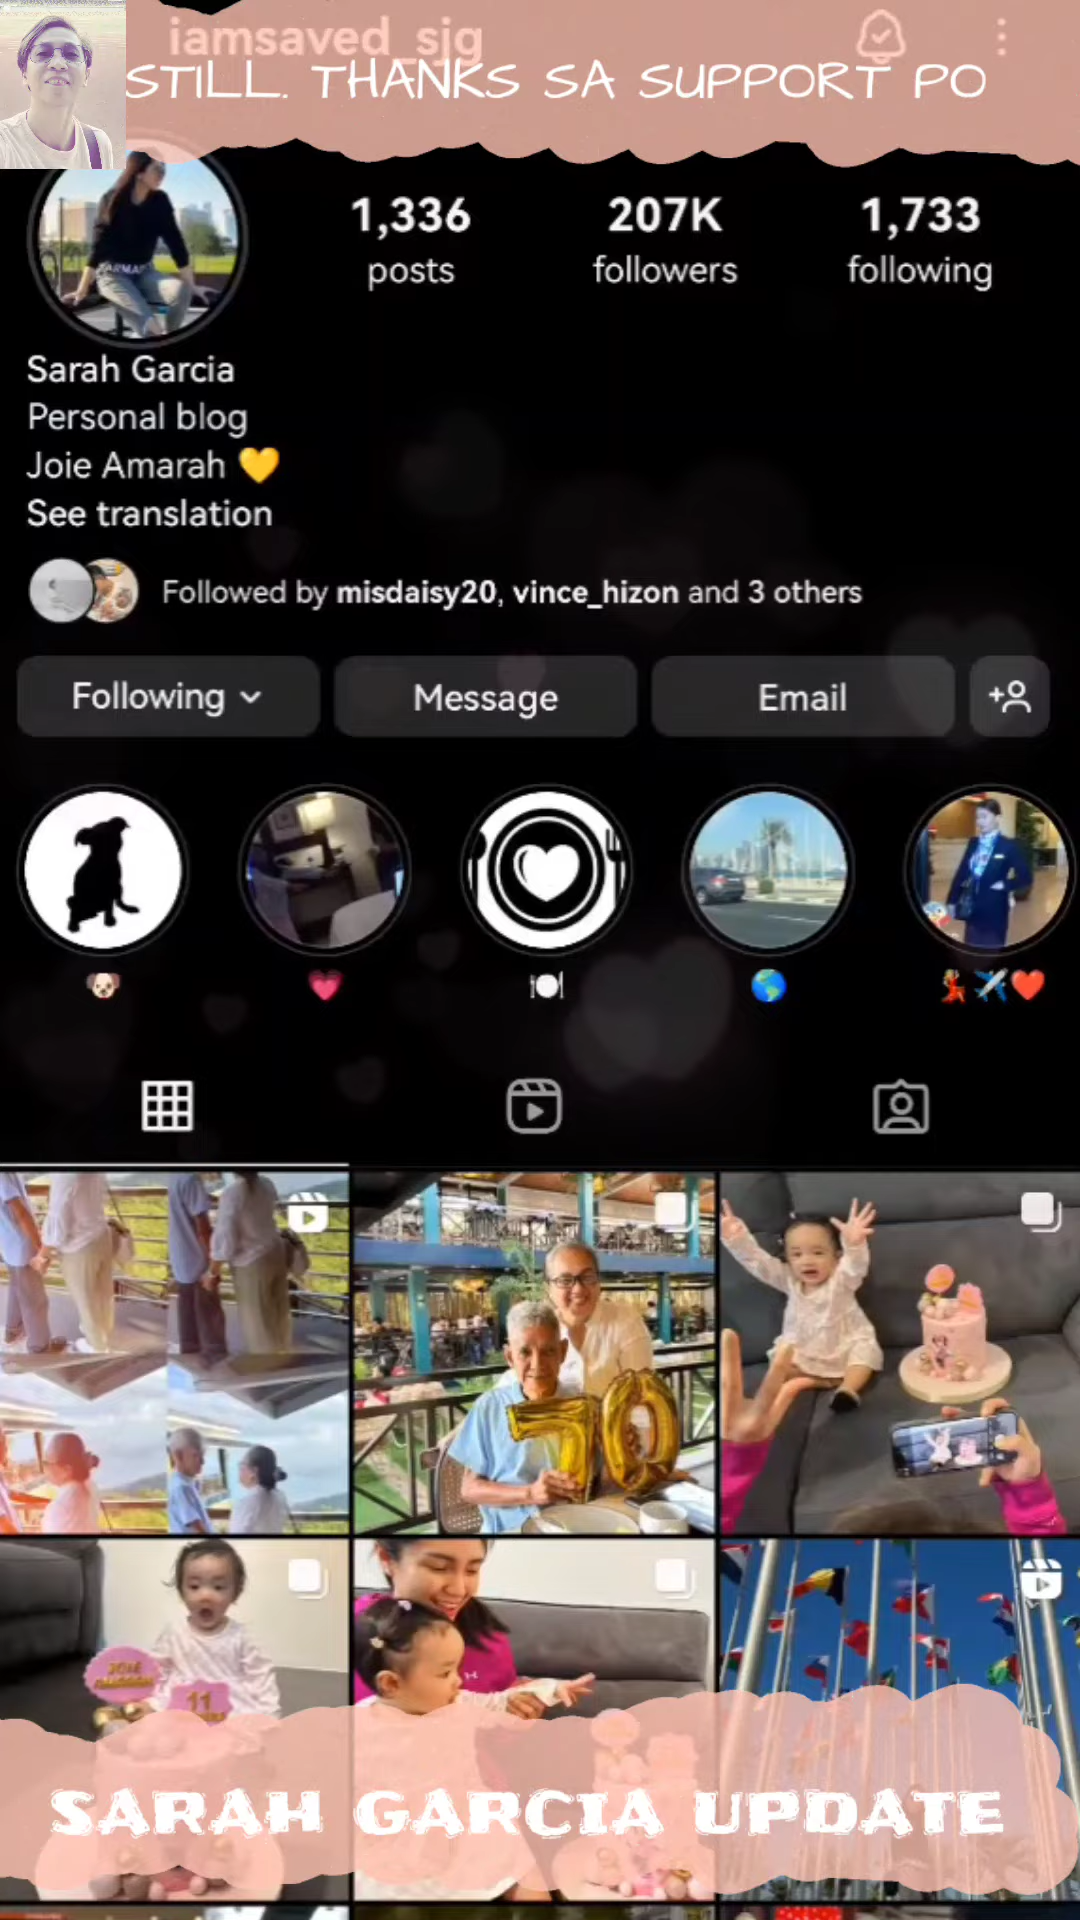 iamsaved_sjg
STILL. THANKS SA SUPPORT PO
1,336
posts
207K
followers
1,733
following
Sarah Garcia
Personal blog
Joie Amarah 💛
See translation
Followed by misdaisy20, vince_hizon and 3 others
Following
Message
Email
70
11
SARAH GARCIA UPDATE